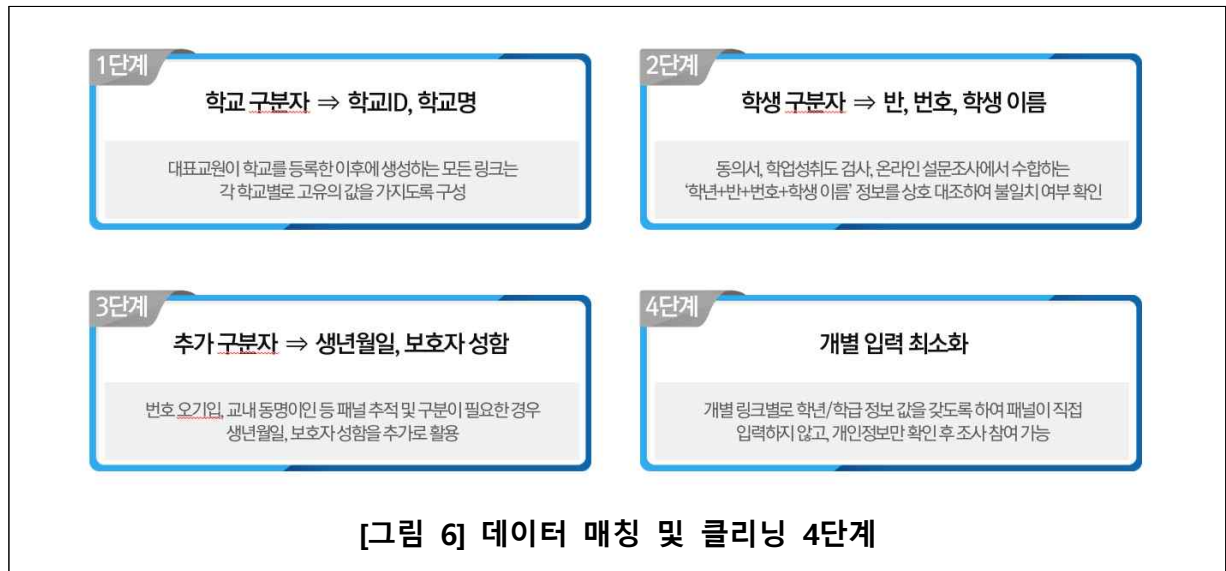 1단계
학교 구분자 ⇒ 학교ID, 학교명
대표교원이 학교를 등록한 이후에 생성하는 모든 링크는
각 학교별로 고유의 값을 가지도록 구성
2단계
학생 구분자 ⇒ 반, 번호, 학생 이름
동의서, 학업성취도 검사, 온라인 설문조사에서 수합하는
‘학년+반+번호+학생 이름’ 정보를 상호 대조하여 불일치 여부 확인
3단계
추가 구분자 ⇒ 생년월일, 보호자 성함
번호 오기입, 교내 동명이인 등 패널 추적 및 구분이 필요한 경우
생년월일, 보호자 성함을 추가로 활용
4단계
개별 입력 최소화
개별 링크별로 학년/학급 정보 값을 갖도록 하여 패널이 직접
입력하지 않고, 개인정보만 확인 후 조사 참여 가능
[그림 6] 데이터 매칭 및 클리닝 4단계